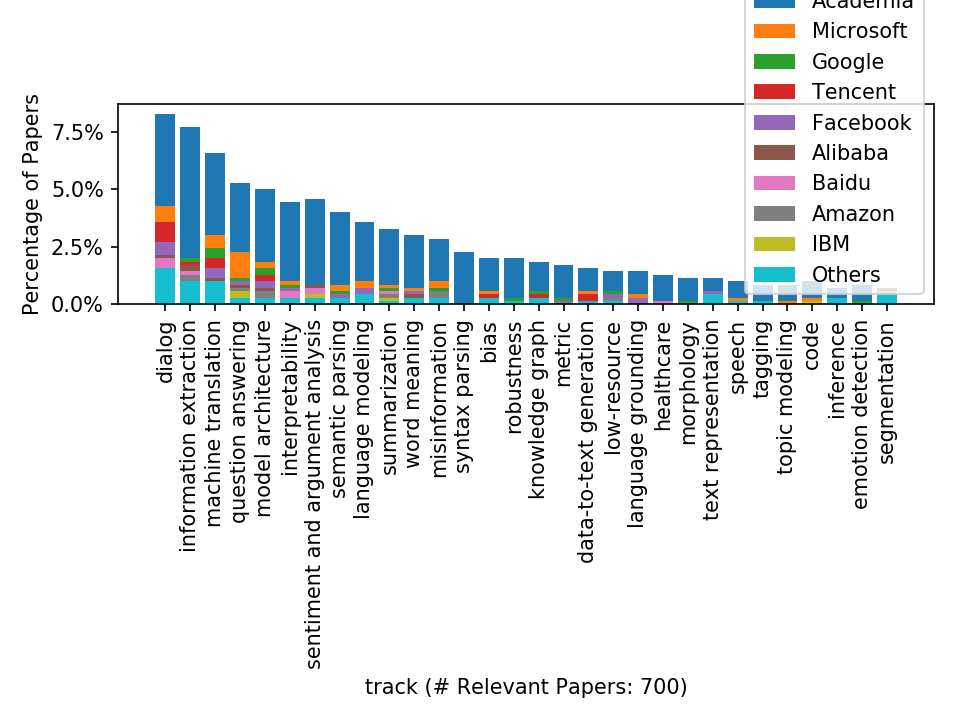 Academia
Microsoft
Google
Tencent
Facebook
Alibaba
Baidu
Amazon
IBM
Others
Percentage of Papers
7.5%
5.0%
2.5%
0.0%
dialog
information extraction
machine translation
question answering
model architecture
interpretability
sentiment and argument analysis
semantic parsing
language modeling
summarization
word meaning
misinformation
syntax parsing
bias
robustness
knowledge graph
metric
data-to-text generation
low-resource
language grounding
healthcare
morphology
text representation
speech
tagging
topic modeling
code
inference
emotion detection
segmentation
track (# Relevant Papers: 700)